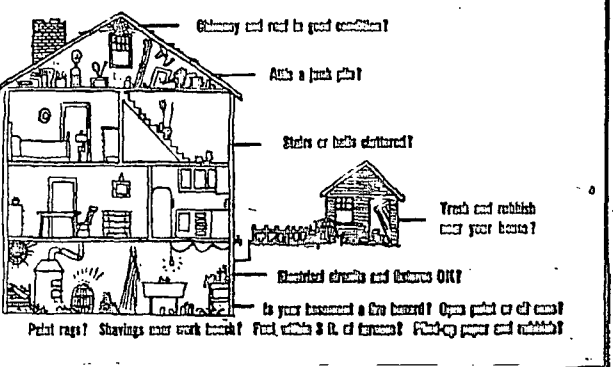 Chimney and roof in good condition?
Attic a junk pile?
Stairs or halls cluttered?
Trash and rubbish
near your home?
Electrical circuits and fixtures OK?
Is your basement a fire hazard? Open paint or oil cans?
Paint rags? Shavings near work bench? Fuel within 3 ft. of furnace? Piled-up paper and rubbish?